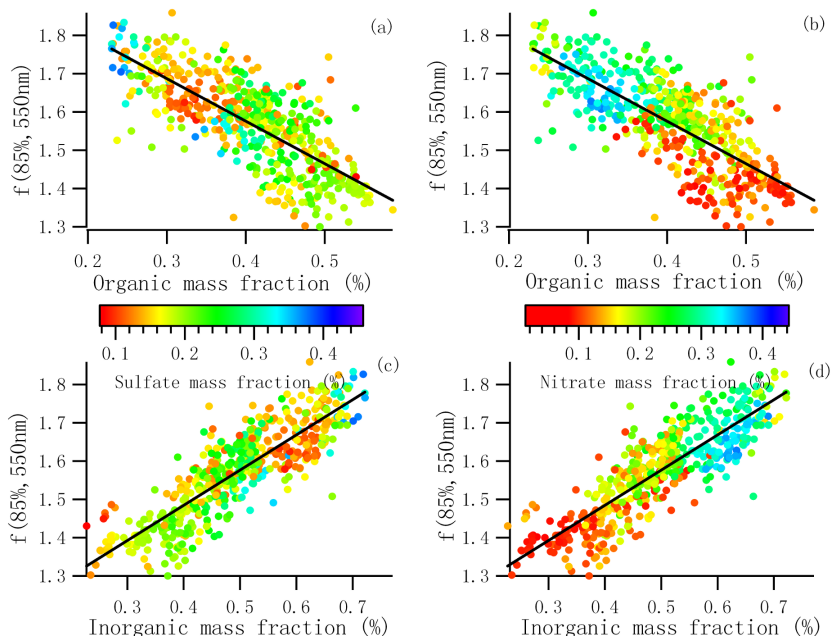 (a)
1.8
1.7
1.6
1.5
1.4
1.3
f(85%, 550nm)
0.2 0.3 0.4 0.5
Organic mass fraction (%)
(b)
1.8
1.7
1.6
1.5
1.4
1.3
f(85%, 550nm)
0.2 0.3 0.4 0.5
Organic mass fraction (%)
0.1 0.2 0.3 0.4
Sulfate mass fraction (%)
0.1 0.2 0.3 0.4
Nitrate mass fraction (%)
(c)
1.8
1.7
1.6
1.5
1.4
1.3
f(85%, 550nm)
0.3 0.4 0.5 0.6 0.7
Inorganic mass fraction (%)
(d)
1.8
1.7
1.6
1.5
1.4
1.3
f(85%, 550nm)
0.3 0.4 0.5 0.6 0.7
Inorganic mass fraction (%)